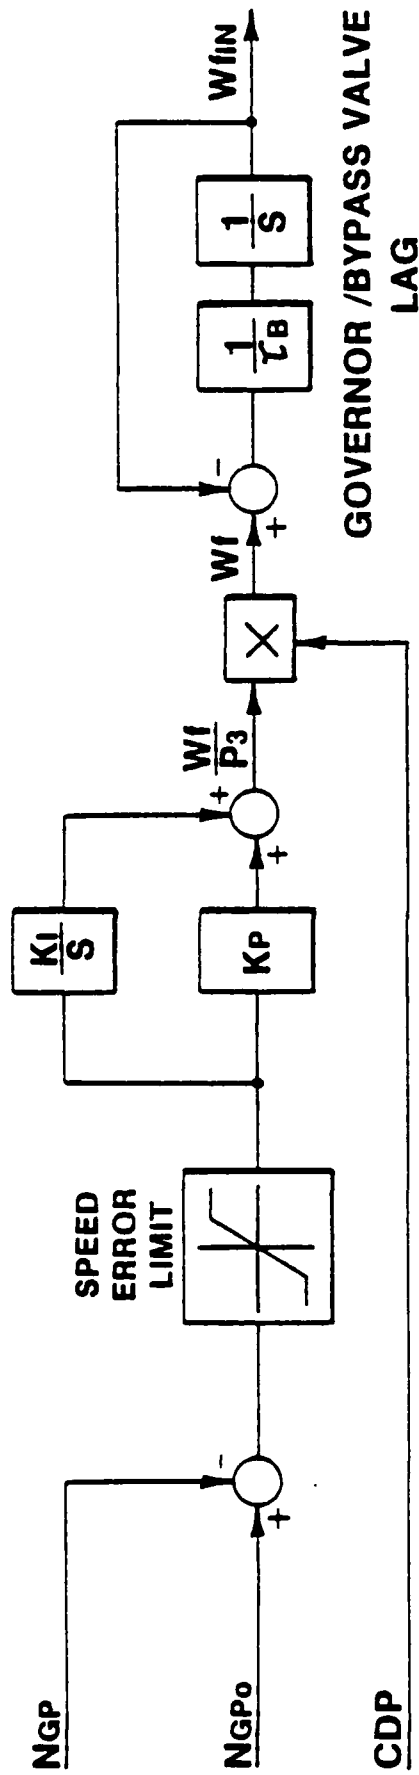 NGP
NGPo
CDP
-
+
SPEED
ERROR
LIMIT
KI
S
KP
+
+
Wf
P3
X
Wf
+
-
1
τB
1
S
WfIN
GOVERNOR /BYPASS VALVE
LAG